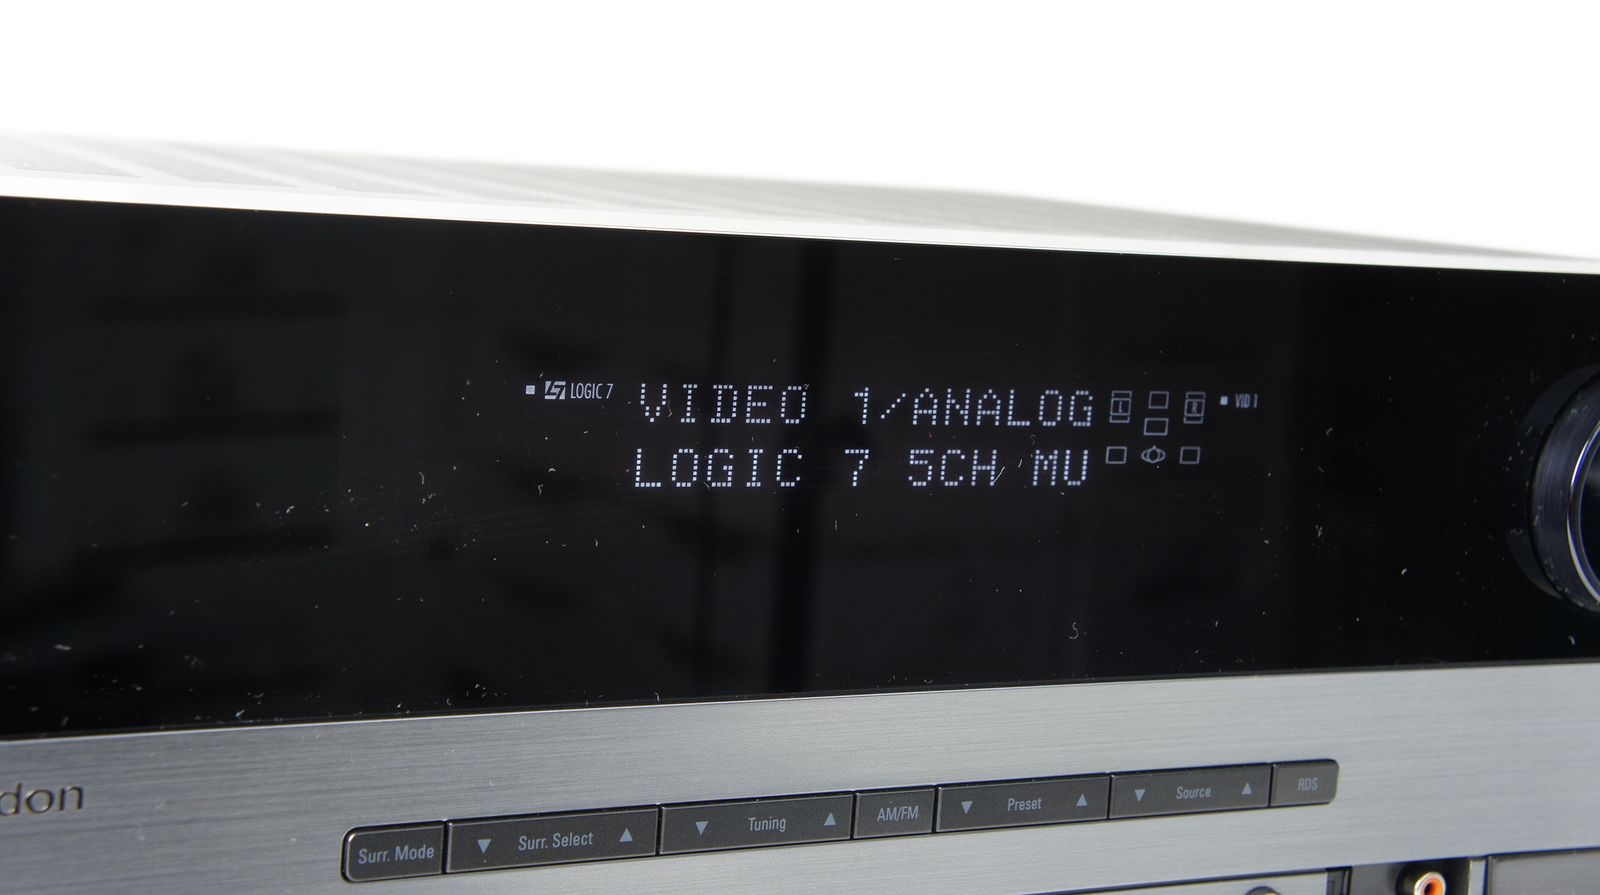 LOGIC 7 VIDEO 1/ANALOG L R VID 1
LOGIC 7 5CH MU
don
Surr. Mode ▼ Surr. Select ▲ ▼ Tuning ▲ AM/FM ▼ Preset ▲ ▼ Source ▲ RDS